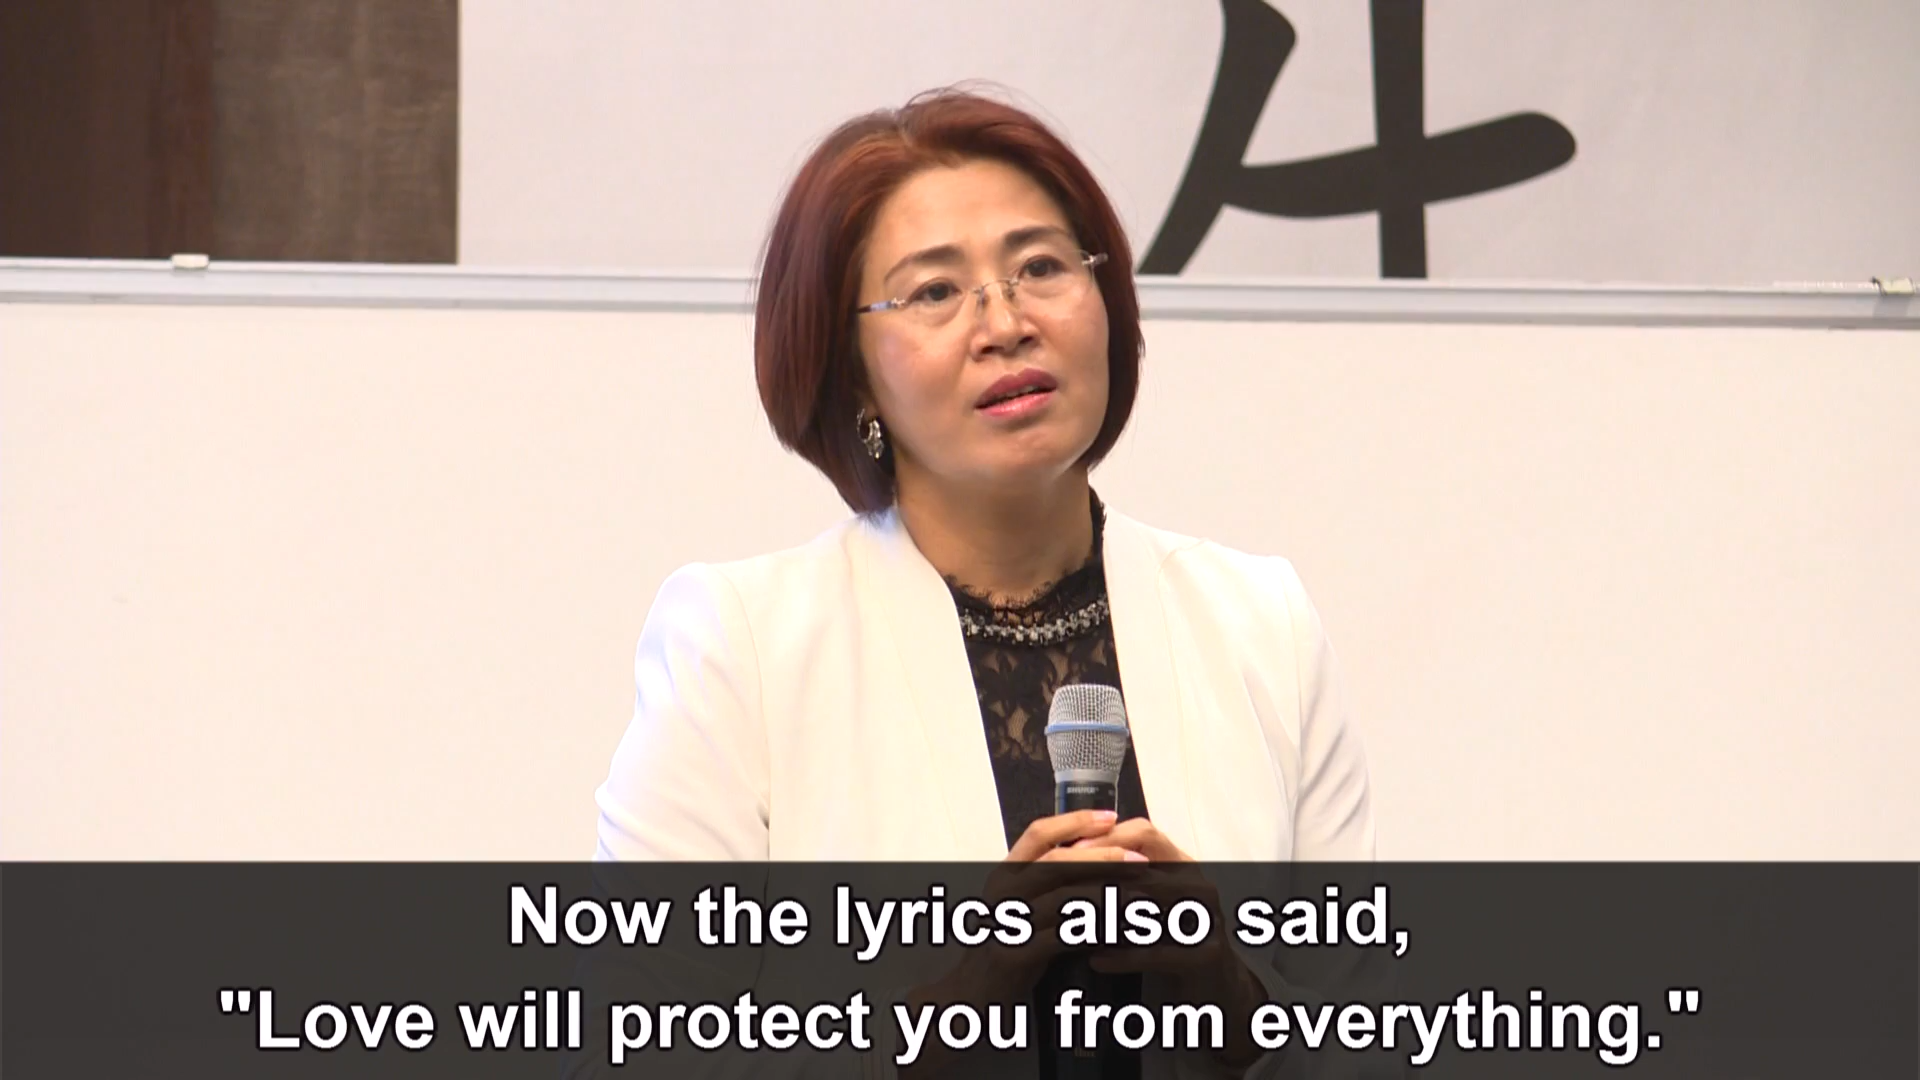 Now the lyrics also said,
"Love will protect you from everything."